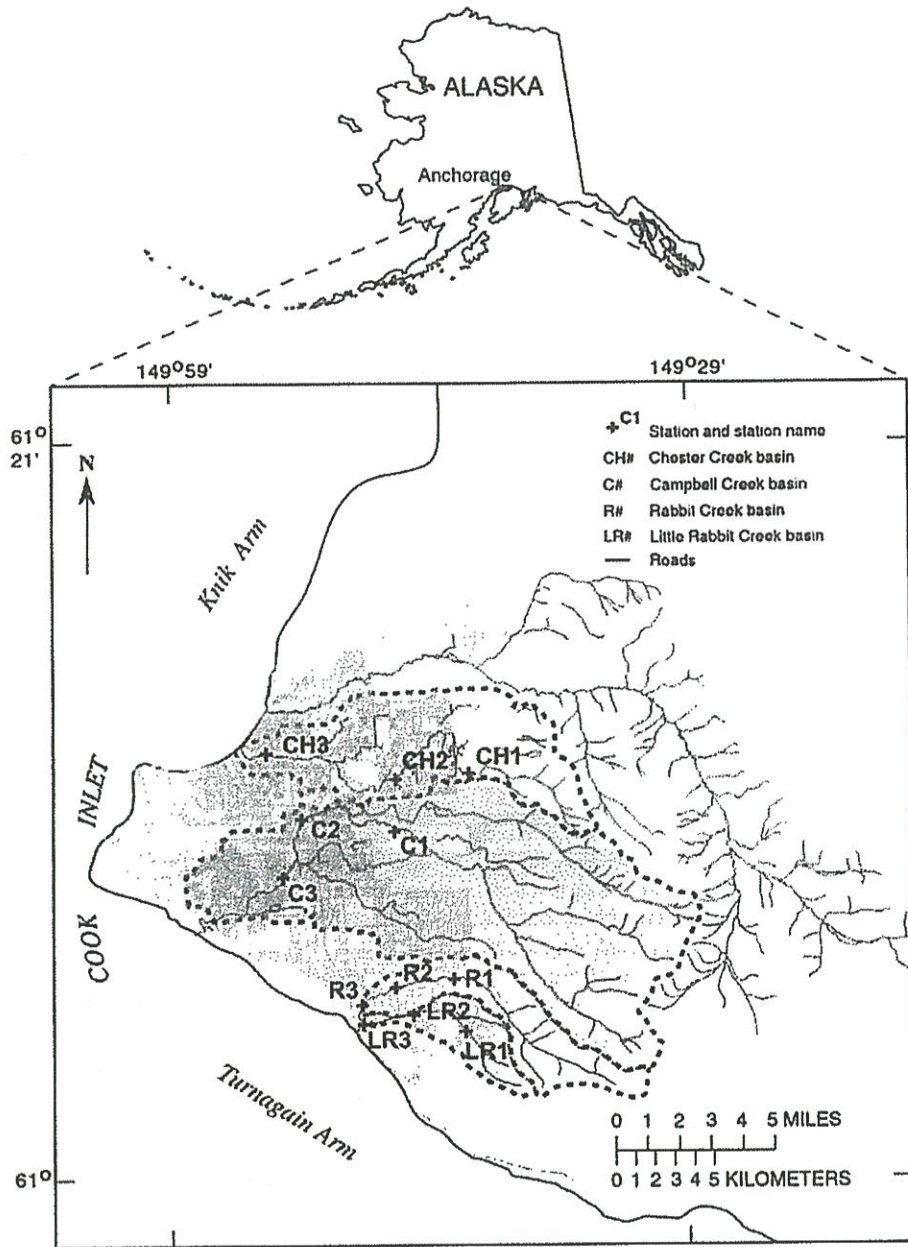 ALASKA
Anchorage
149°59'
149°29'
61°
21'
N
C1 Station and station name
CH# Chester Creek basin
C# Campbell Creek basin
R# Rabbit Creek basin
LR# Little Rabbit Creek basin
Roads
Knik Arm
CH3
CH2
CH1
COOK INLET
C2
C1
C3
R2
R1
R3
LR2
LR3
LR1
Turnagain Arm
0 1 2 3 4 5 MILES
0 1 2 3 4 5 KILOMETERS
61°